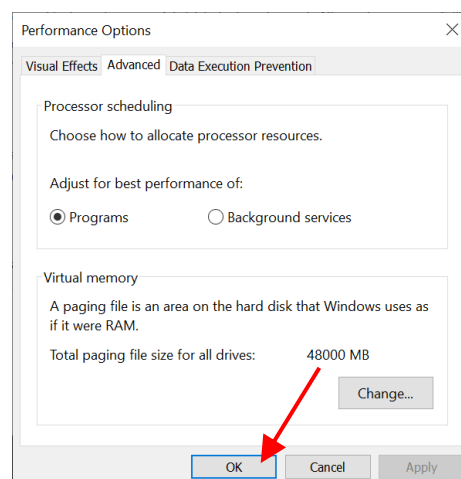 Performance Options
Visual Effects Advanced Data Execution Prevention
Processor scheduling
Choose how to allocate processor resources.
Adjust for best performance of:
Programs Background services
Virtual memory
A paging file is an area on the hard disk that Windows uses as
if it were RAM.
Total paging file size for all drives: 48000 MB
Change...
OK Cancel Apply